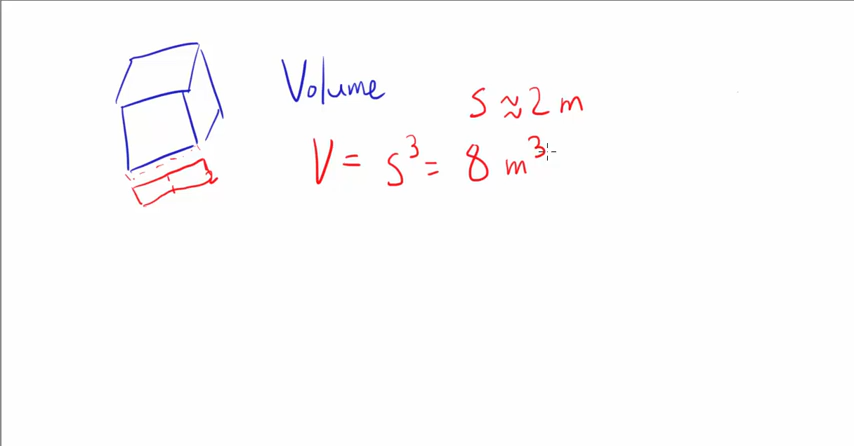 Volume
S ≈ 2 m
V = S³ = 8 m³